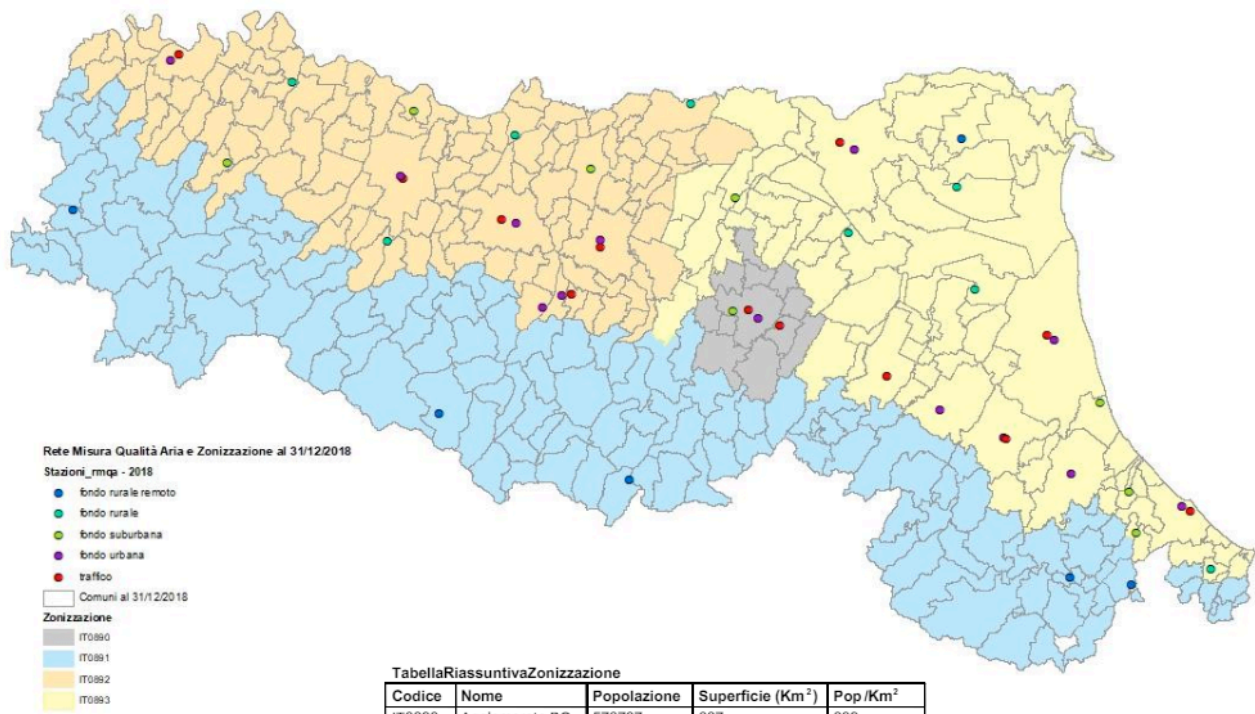 Rete Misura Qualità Aria e Zonizzazione al 31/12/2018
Stazioni_rmqa - 2018
fondo rurale remoto
fondo rurale
fondo suburbana
fondo urbana
traffico
Comuni al 31/12/2018
Zonizzazione
IT0890
IT0891
IT0892
IT0893
TabellaRiassuntivaZonizzazione
Codice Nome Popolazione Superficie (Km²) Pop/Km²